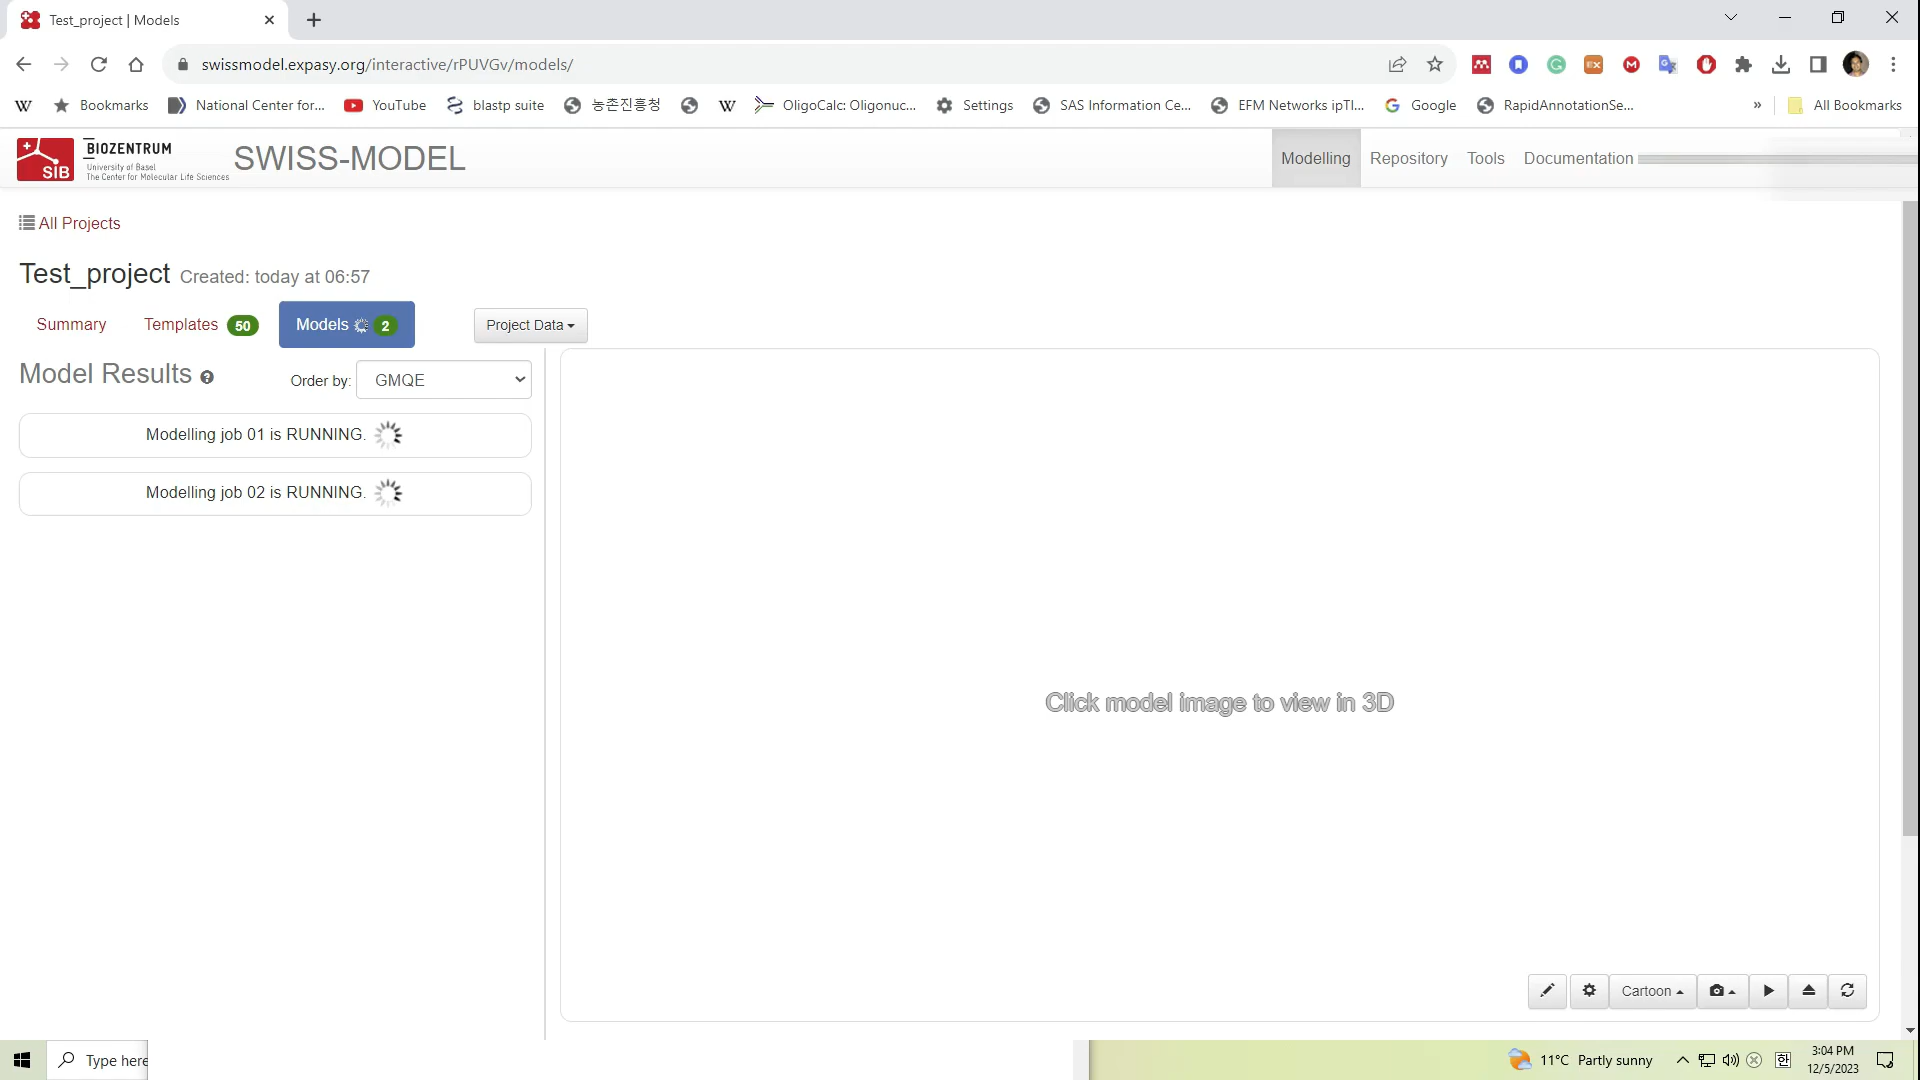 Test_project | Models
swissmodel.expasy.org/interactive/rPUVGv/models/
Bookmarks National Center for... YouTube blastp suite 농촌진흥청 W OligoCalc: Oligonuc... Settings SAS Information Ce... EFM Networks ipTI... Google RapidAnnotationSe... » All Bookmarks
SIB BIOZENTRUM
University of Basel
The Center for Molecular Life Sciences
SWISS-MODEL
Modelling Repository Tools Documentation
All Projects
Test_project Created: today at 06:57
Summary Templates 50 Models 2 Project Data
Model Results Order by: GMQE
Modelling job 01 is RUNNING.
Modelling job 02 is RUNNING.
Click model image to view in 3D
Cartoon
Type here
11°C Partly sunny
한
3:04 PM
12/5/2023